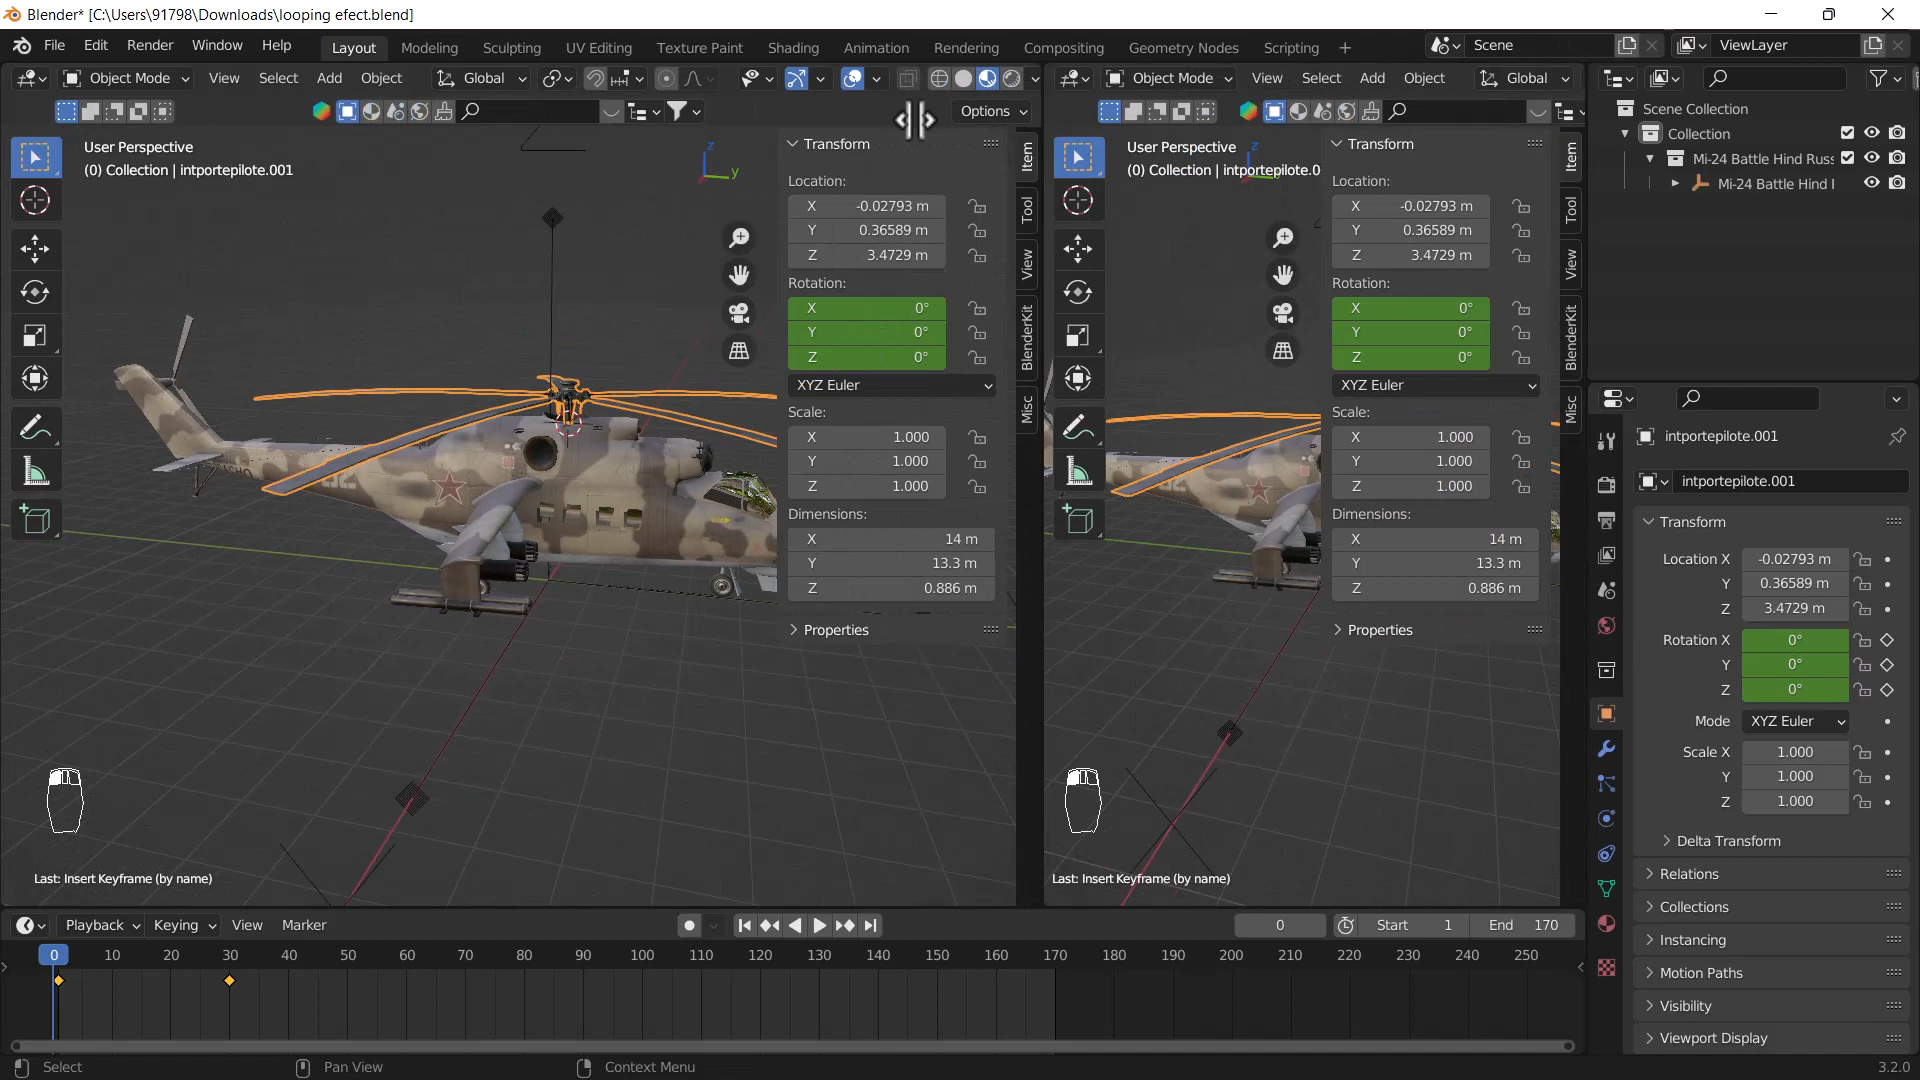 Blender* [C:\Users\91798\Downloads\looping efect.blend]
File Edit Render Window Help
Layout Modeling Sculpting UV Editing Texture Paint Shading Animation Rendering Compositing Geometry Nodes Scripting +
Scene ViewLayer
Object Mode View Select Add Object Global
Object Mode View Select Add Object Global
Options
User Perspective
(0) Collection | intportepilote.001
Transform
Location:
X -0.02793 m
Y 0.36589 m
Z 3.4729 m
Rotation:
X 0°
Y 0°
Z 0°
XYZ Euler
Scale:
X 1.000
Y 1.000
Z 1.000
Dimensions:
X 14 m
Y 13.3 m
Z 0.886 m
Properties
Item
Tool
View
BlenderKit
Misc
z
y
Last: Insert Keyframe (by name)
User Perspective
(0) Collection | intportepilote.0
z
Transform
Location:
X -0.02793 m
Y 0.36589 m
Z 3.4729 m
Rotation:
X 0°
Y 0°
Z 0°
XYZ Euler
Scale:
X 1.000
Y 1.000
Z 1.000
Dimensions:
X 14 m
Y 13.3 m
Z 0.886 m
Properties
Item
Tool
View
BlenderKit
Misc
Last: Insert Keyframe (by name)
Scene Collection
Collection
Mi-24 Battle Hind Russ
Mi-24 Battle Hind I
intportepilote.001
intportepilote.001
Transform
Location X -0.02793 m
Y 0.36589 m
Z 3.4729 m
Rotation X 0°
Y 0°
Z 0°
Mode XYZ Euler
Scale X 1.000
Y 1.000
Z 1.000
Delta Transform
Relations
Collections
Instancing
Motion Paths
Visibility
Viewport Display
Playback Keying View Marker
0 Start 1 End 170
0 10 20 30 40 50 60 70 80 90 100 110 120 130 140 150 160 170 180 190 200 210 220 230 240 250
Select Pan View Context Menu 3.2.0